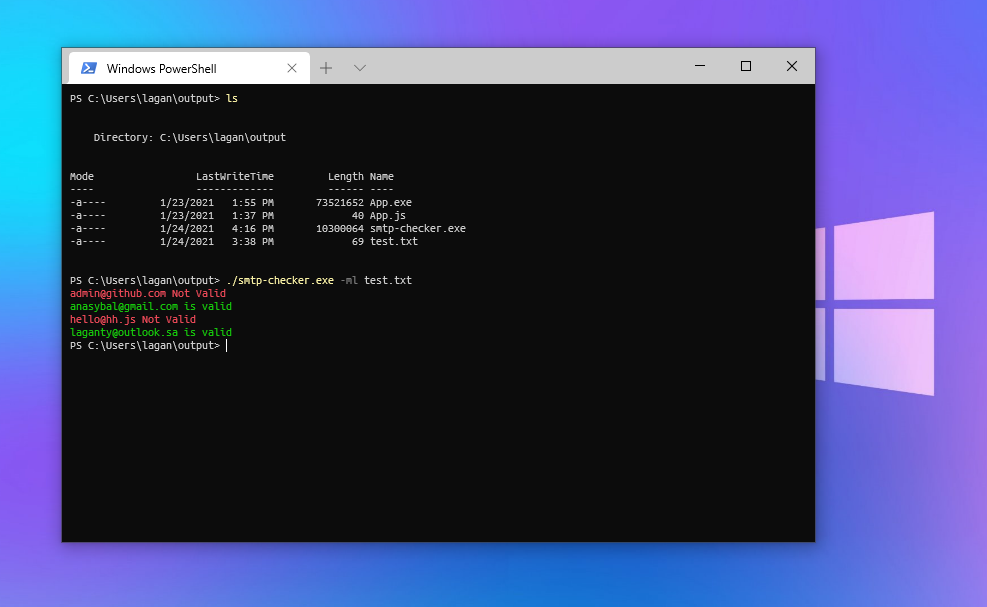 Windows PowerShell
PS C:\Users\lagan\output> ls
Directory: C:\Users\lagan\output
Mode LastWriteTime Length Name
---- ------------- ------ ----
-a---- 1/23/2021 1:55 PM 73521652 App.exe
-a---- 1/23/2021 1:37 PM 40 App.js
-a---- 1/24/2021 4:16 PM 10300064 smtp-checker.exe
-a---- 1/24/2021 3:38 PM 69 test.txt
PS C:\Users\lagan\output> ./smtp-checker.exe -ml test.txt
admin@github.com Not Valid
anasybal@gmail.com is valid
hello@hh.js Not Valid
laganty@outlook.sa is valid
PS C:\Users\lagan\output>